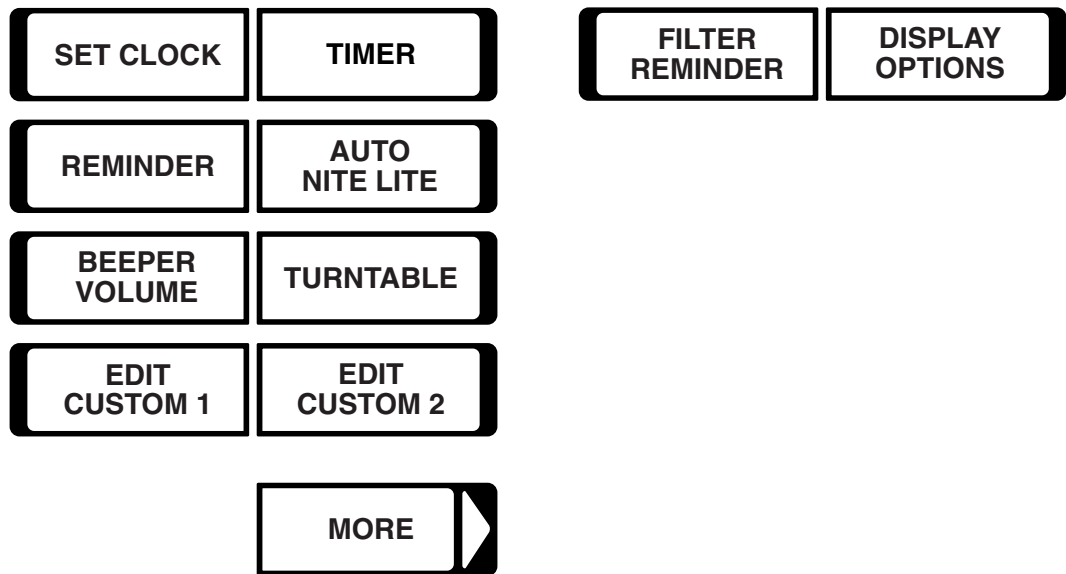 SET CLOCK
TIMER
REMINDER
AUTO
NITE LITE
BEEPER
VOLUME
TURNTABLE
EDIT
CUSTOM 1
EDIT
CUSTOM 2
MORE
FILTER
REMINDER
DISPLAY
OPTIONS